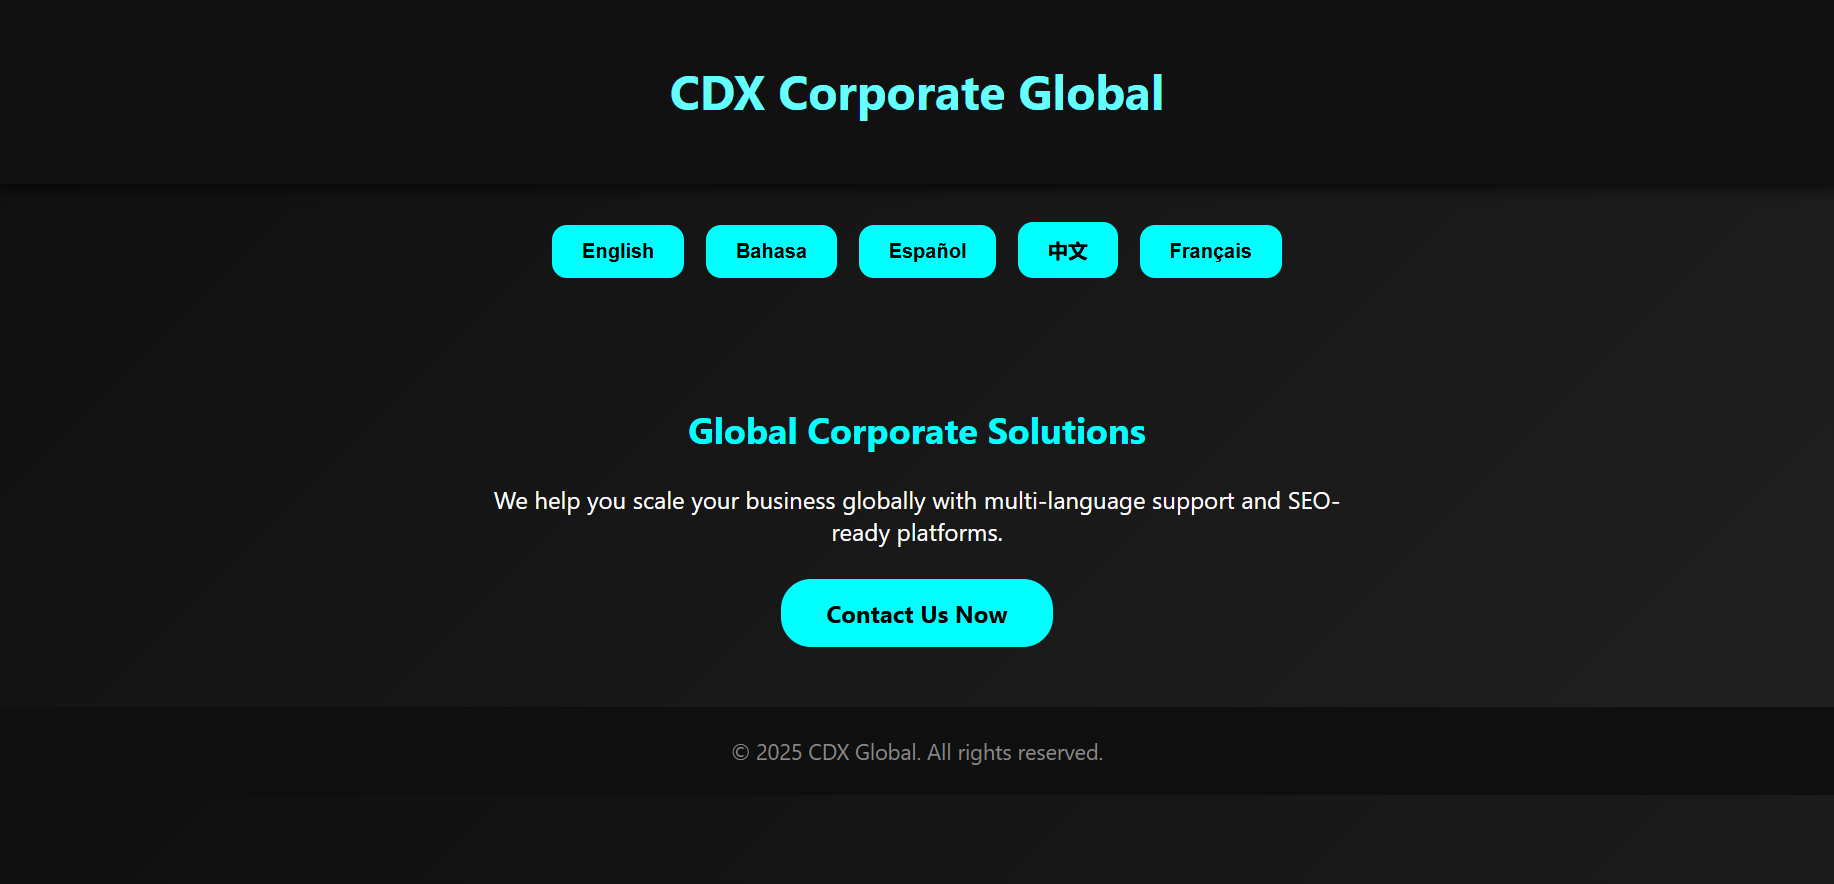 CDX Corporate Global
English
Bahasa
Español
中文
Français
Global Corporate Solutions
We help you scale your business globally with multi-language support and SEO-
ready platforms.
Contact Us Now
© 2025 CDX Global. All rights reserved.